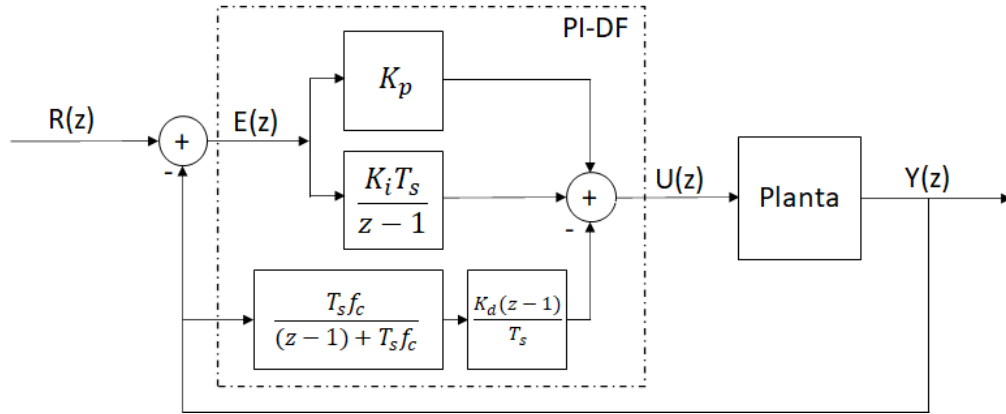 PI-DF
K_p
R(z)
+
-
E(z)
K_i T_s
z − 1
+
-
U(z)
Planta
Y(z)
T_s f_c
(z − 1) + T_s f_c
K_d (z − 1)
T_s